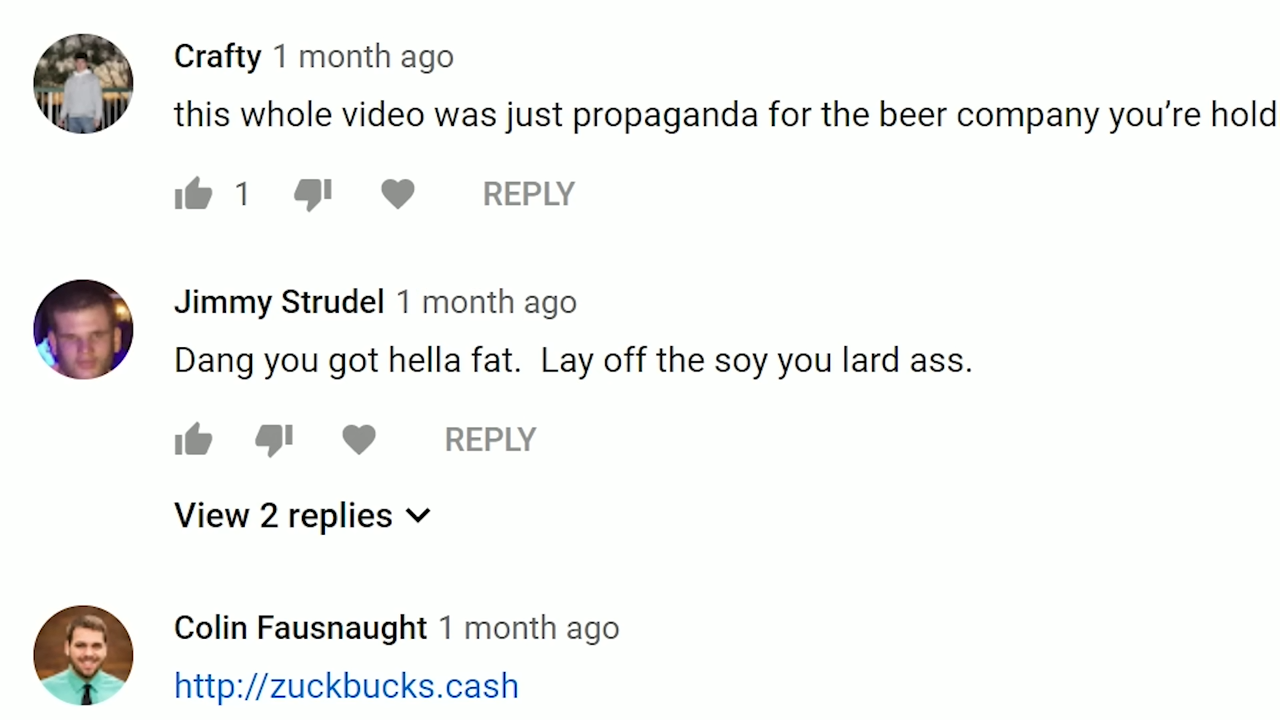 Crafty 1 month ago
this whole video was just propaganda for the beer company you’re hold
1
REPLY
Jimmy Strudel 1 month ago
Dang you got hella fat.  Lay off the soy you lard ass.
REPLY
View 2 replies
Colin Fausnaught 1 month ago
http://zuckbucks.cash